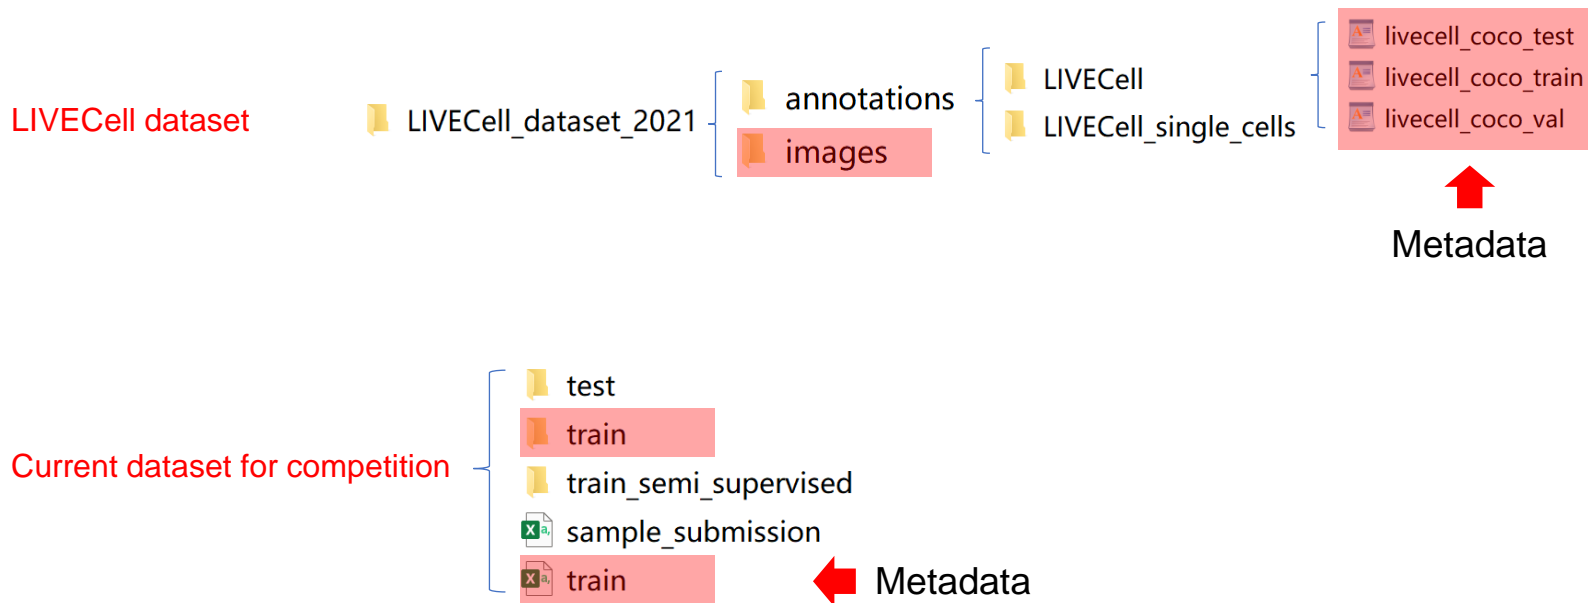 LIVECell dataset
LIVECell_dataset_2021
annotations
images
LIVECell
LIVECell_single_cells
livecell_coco_test
livecell_coco_train
livecell_coco_val
Metadata
Current dataset for competition
test
train
train_semi_supervised
sample_submission
train
Metadata